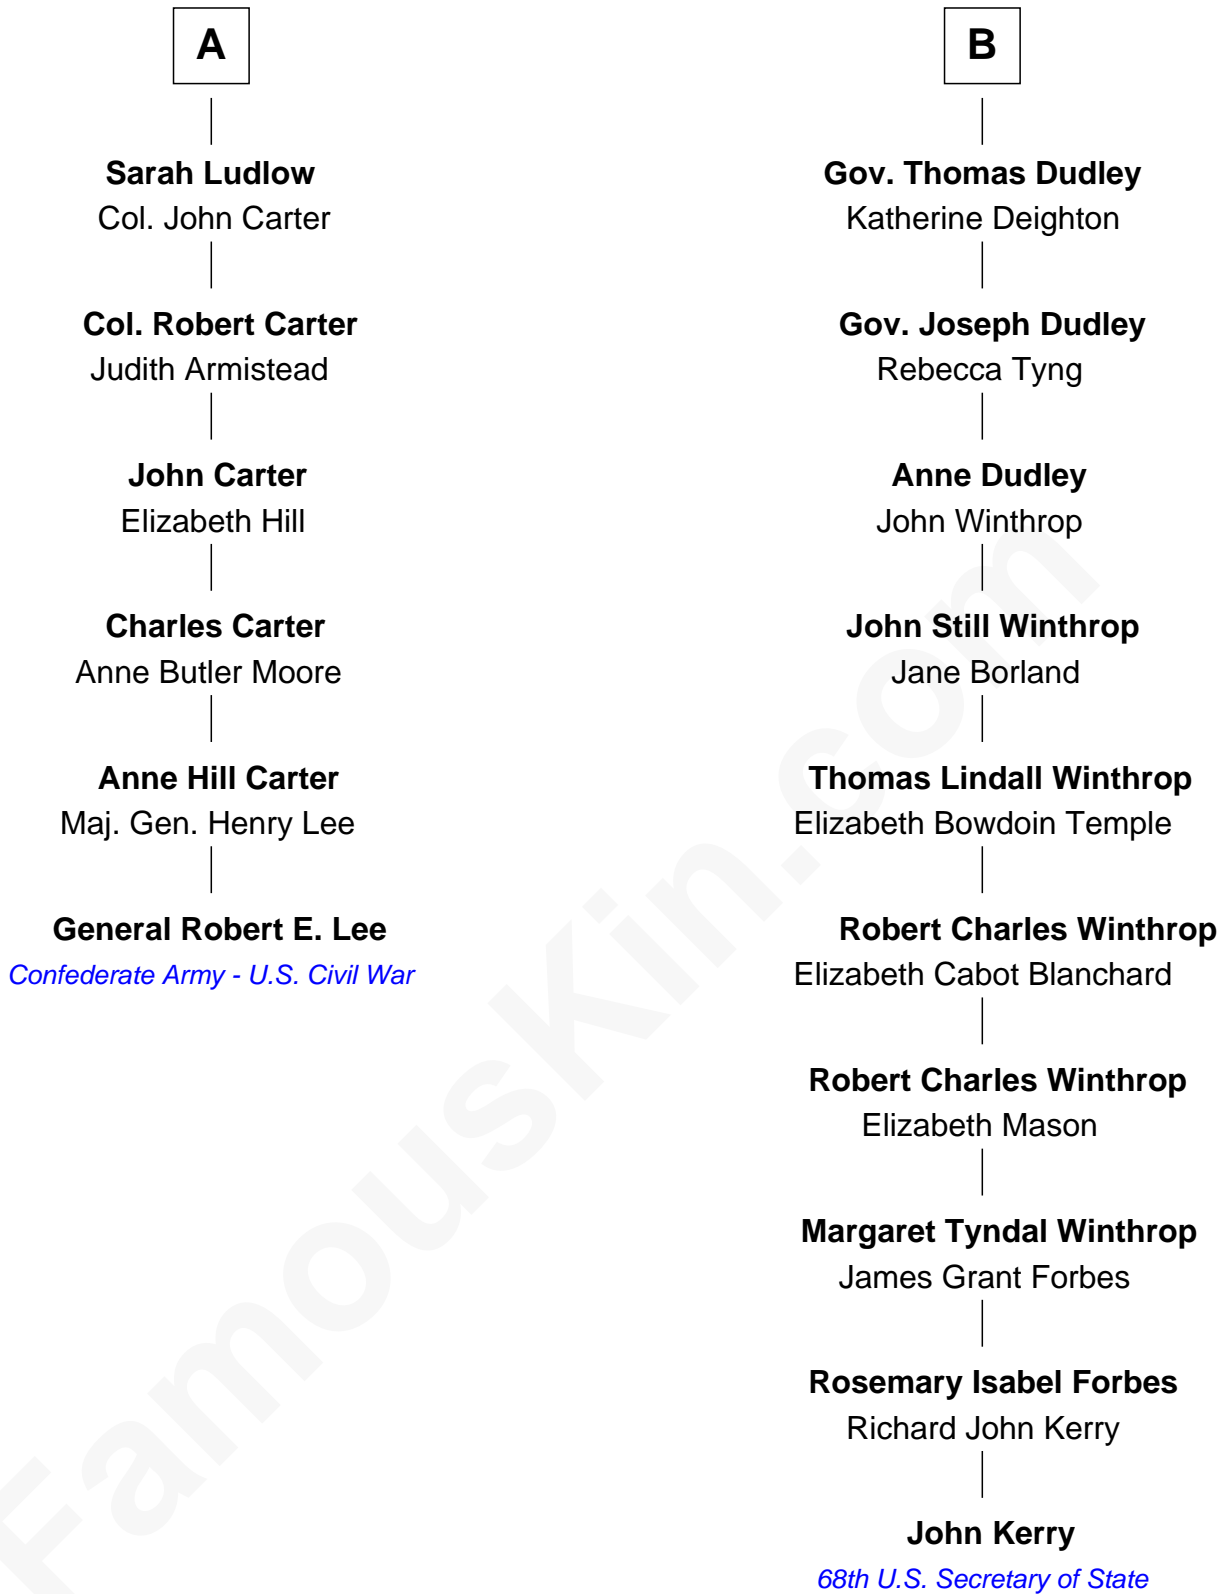 A
Sarah Ludlow
Col. John Carter
Col. Robert Carter
Judith Armistead
John Carter
Elizabeth Hill
Charles Carter
Anne Butler Moore
Anne Hill Carter
Maj. Gen. Henry Lee
General Robert E. Lee
Confederate Army - U.S. Civil War
B
Gov. Thomas Dudley
Katherine Deighton
Gov. Joseph Dudley
Rebecca Tyng
Anne Dudley
John Winthrop
John Still Winthrop
Jane Borland
Thomas Lindall Winthrop
Elizabeth Bowdoin Temple
Robert Charles Winthrop
Elizabeth Cabot Blanchard
Robert Charles Winthrop
Elizabeth Mason
Margaret Tyndal Winthrop
James Grant Forbes
Rosemary Isabel Forbes
Richard John Kerry
John Kerry
68th U.S. Secretary of State
FamousKin.com